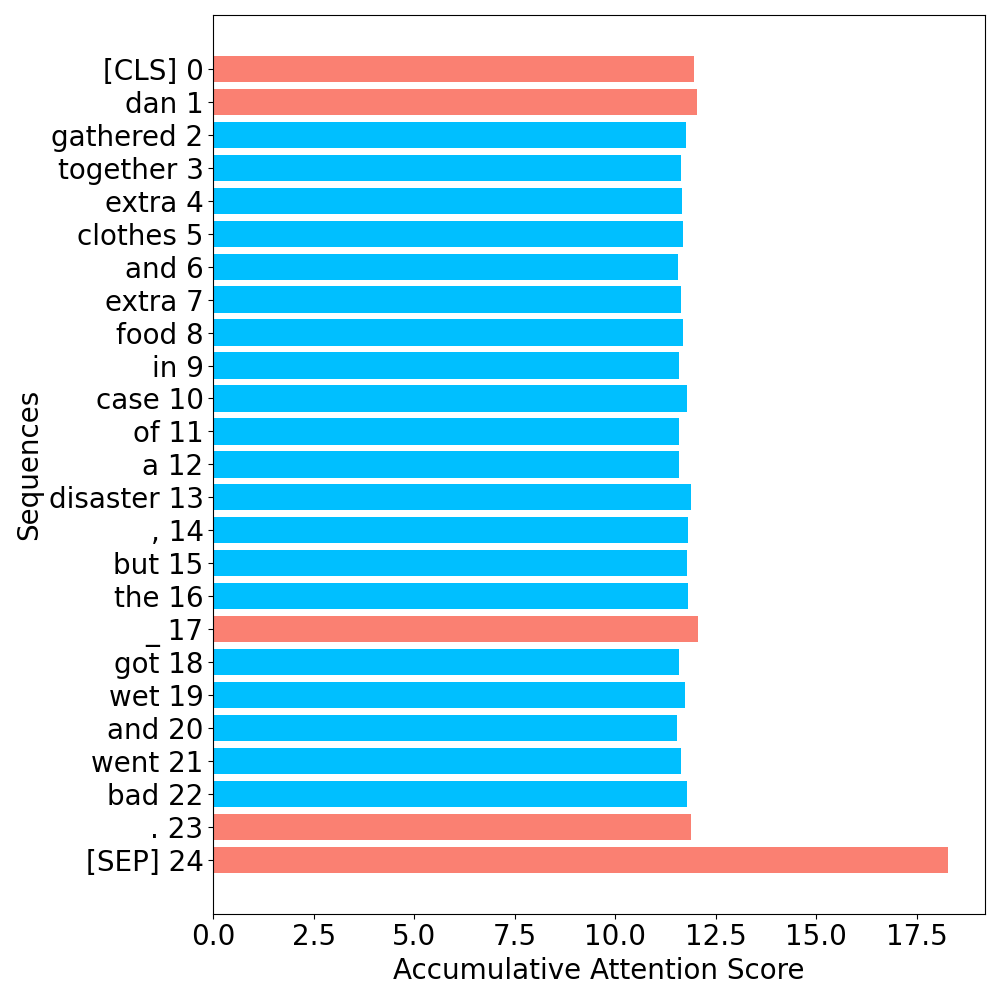 [CLS] 0
dan 1
gathered 2
together 3
extra 4
clothes 5
and 6
extra 7
food 8
in 9
case 10
of 11
a 12
disaster 13
, 14
but 15
the 16
_ 17
got 18
wet 19
and 20
went 21
bad 22
. 23
[SEP] 24
Sequences
0.0 2.5 5.0 7.5 10.0 12.5 15.0 17.5
Accumulative Attention Score